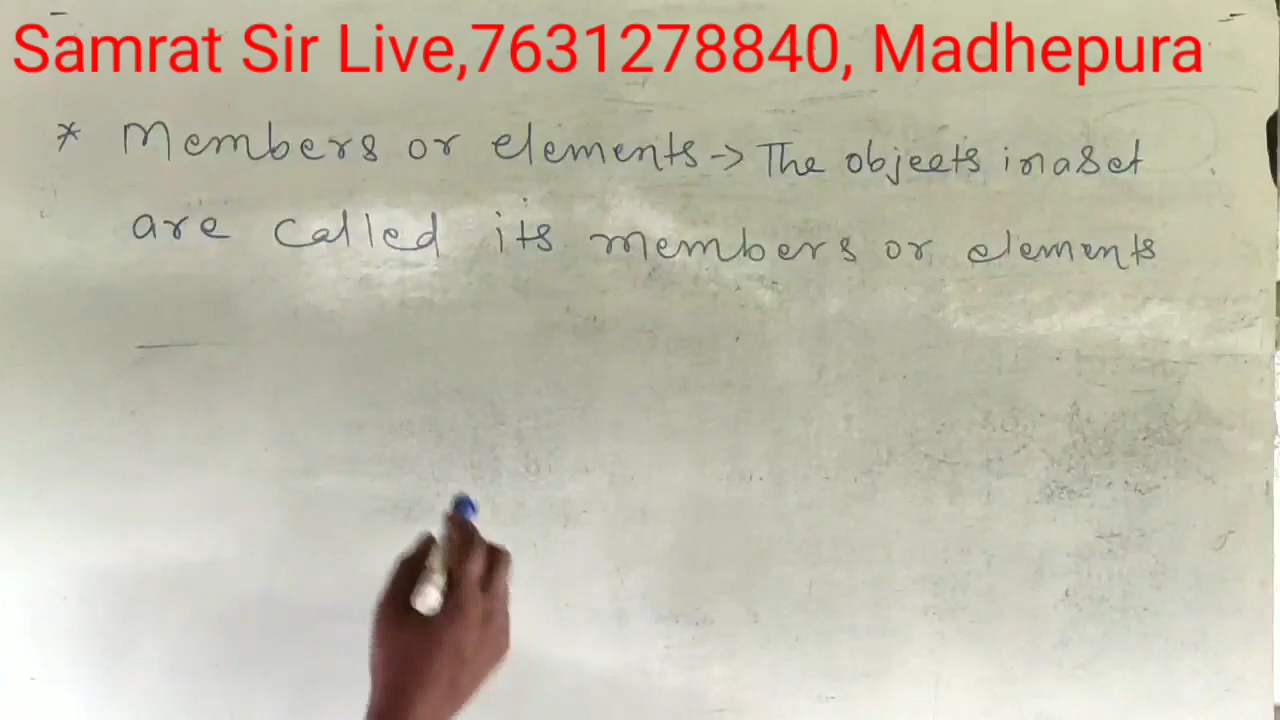 Samrat Sir Live,7631278840, Madhepura
* Members or elements -> The objects in a set
are called its members or elements